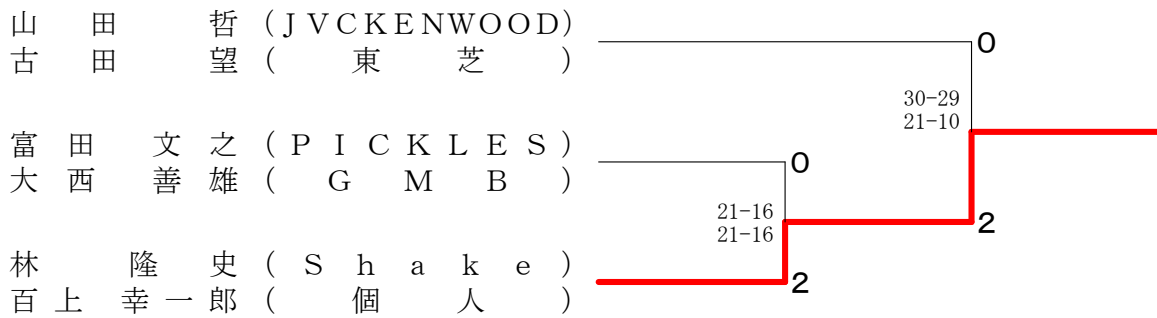 山田 哲 (JVCKENWOOD)
古田 望 (東芝)
0
30-29
21-10
富田 文之 (PICKLES)
大西 善雄 (GMB)
0
21-16
21-16
2
林 隆史 (Shake)
百上 幸一郎 (個人)
2